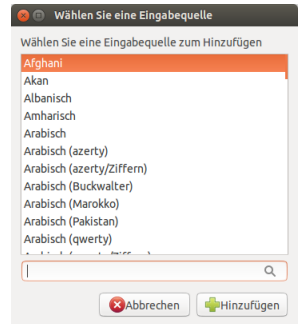 Wählen Sie eine Eingabequelle
Wählen Sie eine Eingabequelle zum Hinzufügen
Afghani
Akan
Albanisch
Amharisch
Arabisch
Arabisch (azerty)
Arabisch (azerty/Ziffern)
Arabisch (Buckwalter)
Arabisch (Marokko)
Arabisch (Pakistan)
Arabisch (qwerty)
Abbrechen
Hinzufügen